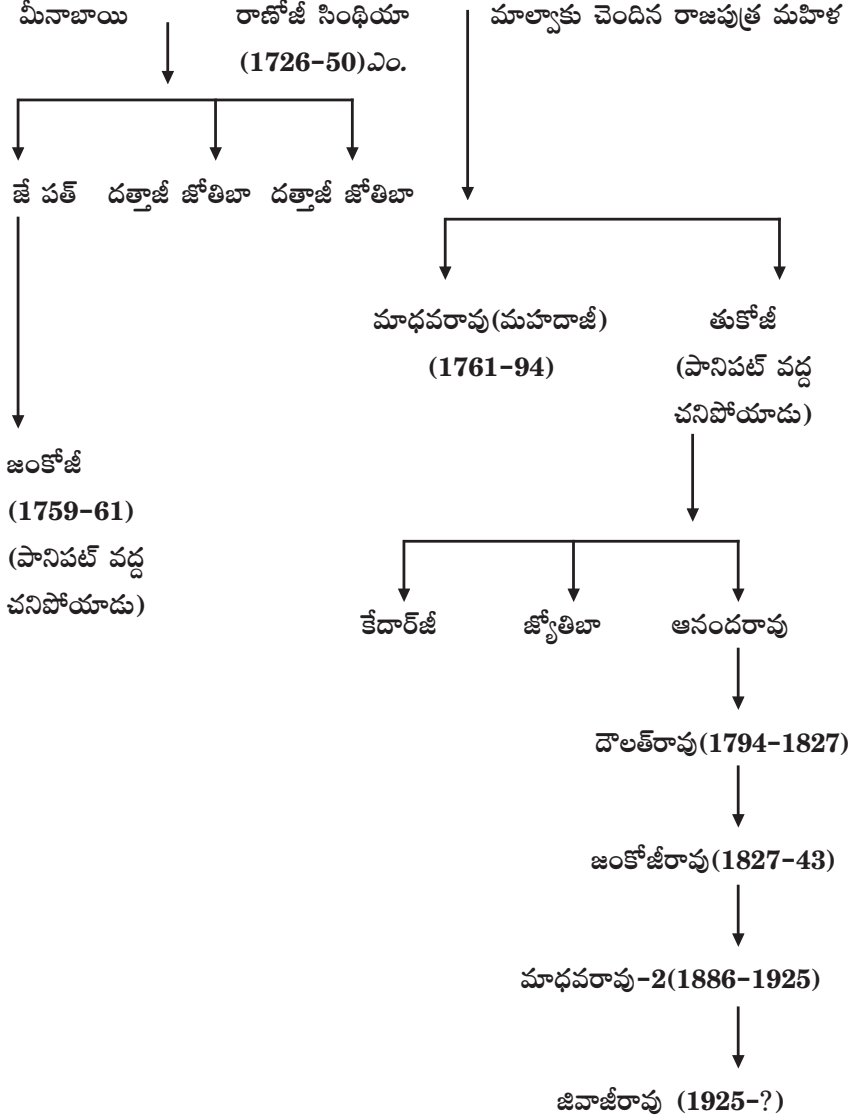 మీనాబాయి రాణోజీ సింథియా మాల్వాకు చెందిన రాజపుత్ర మహిళ
(1726-50)ఎం.
జే పత్ దత్తాజీ జోతిబా దత్తాజీ జోతిబా
మాధవరావు(మహదాజీ) తుకోజీ
(1761-94) (పానిపట్ వద్ద
చనిపోయాడు)
జంకోజీ
(1759-61)
(పానిపట్ వద్ద
చనిపోయాడు)
కేదార్‌జీ జ్యోతిబా ఆనందరావు
దౌలత్‌రావు(1794-1827)
జంకోజీరావు(1827-43)
మాధవరావు-2(1886-1925)
జివాజీరావు (1925-?)